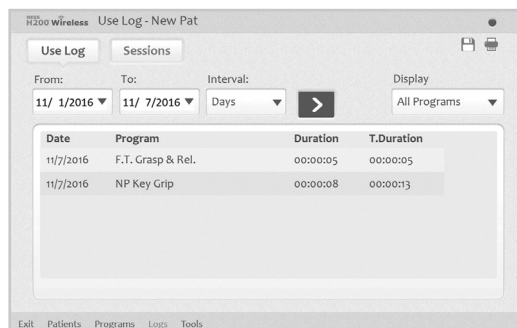 NESS
H200 Wireless Use Log - New Pat
Use Log Sessions
From: To: Interval: Display
11/ 1/2016 11/ 7/2016 Days All Programs
Date Program Duration T.Duration
11/7/2016 F.T. Grasp & Rel. 00:00:05 00:00:05
11/7/2016 NP Key Grip 00:00:08 00:00:13
Exit Patients Programs Logs Tools